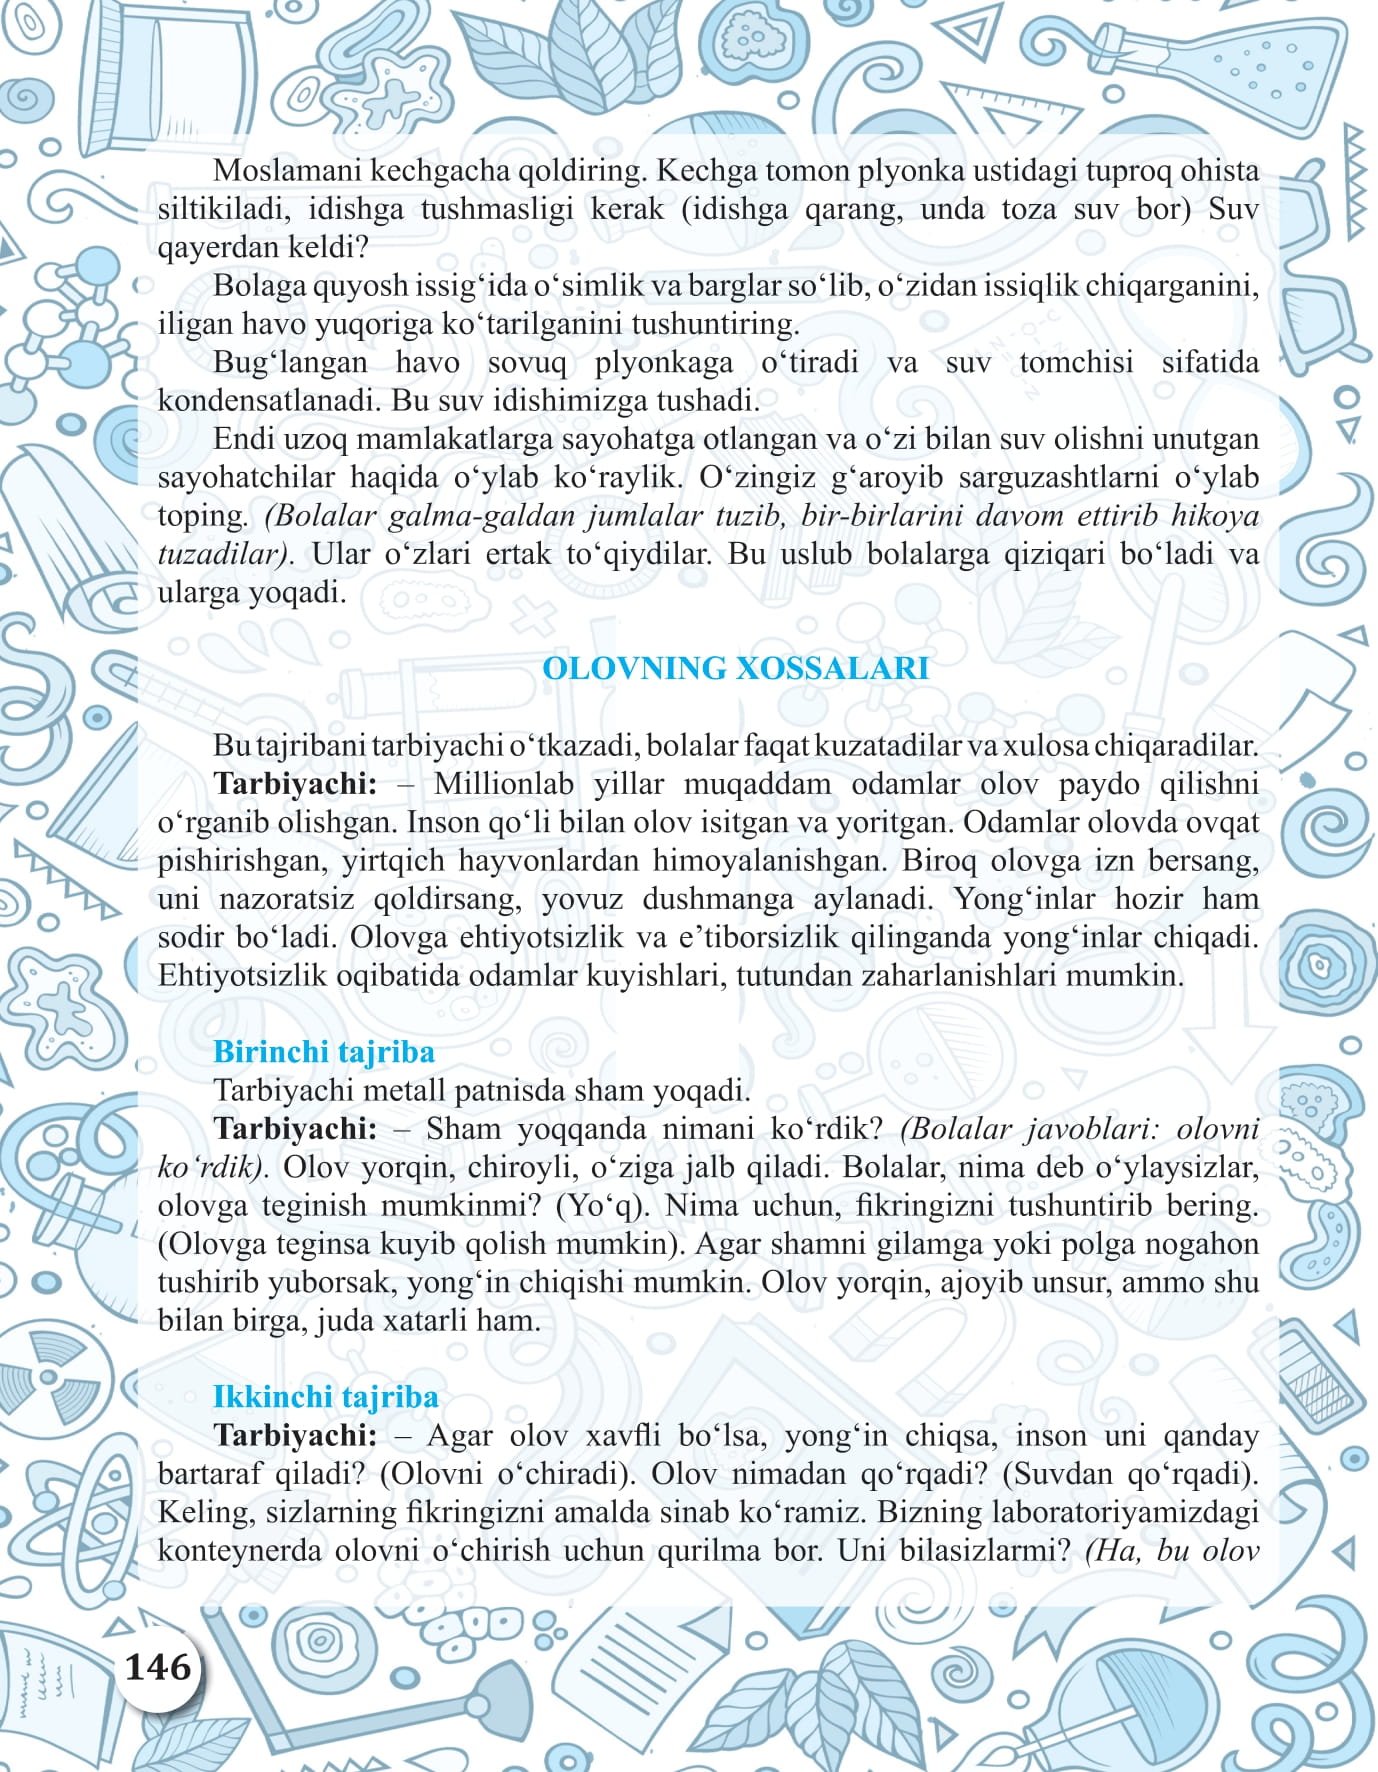 Moslamani kechgacha qoldiring. Kechga tomon plyonka ustidagi tuproq ohista
siltikiladi, idishga tushmasligi kerak (idishga qarang, unda toza suv bor) Suv
qayerdan keldi?
Bolaga quyosh issig‘ida o‘simlik va barglar so‘lib, o‘zidan issiqlik chiqarganini,
iligan havo yuqoriga ko‘tarilganini tushuntiring.
Bug‘langan havo sovuq plyonkaga o‘tiradi va suv tomchisi sifatida
kondensatlanadi. Bu suv idishimizga tushadi.
Endi uzoq mamlakatlarga sayohatga otlangan va o‘zi bilan suv olishni unutgan
sayohatchilar haqida o‘ylab ko‘raylik. O‘zingiz g‘aroyib sarguzashtlarni o‘ylab
toping. (Bolalar galma-galdan jumlalar tuzib, bir-birlarini davom ettirib hikoya
tuzadilar). Ular o‘zlari ertak to‘qiydilar. Bu uslub bolalarga qiziqari bo‘ladi va
ularga yoqadi.
OLOVNING XOSSALARI
Bu tajribani tarbiyachi o‘tkazadi, bolalar faqat kuzatadilar va xulosa chiqaradilar.
Tarbiyachi: – Millionlab yillar muqaddam odamlar olov paydo qilishni
o‘rganib olishgan. Inson qo‘li bilan olov isitgan va yoritgan. Odamlar olovda ovqat
pishirishgan, yirtqich hayvonlardan himoyalanishgan. Biroq olovga izn bersang,
uni nazoratsiz qoldirsang, yovuz dushmanga aylanadi. Yong‘inlar hozir ham
sodir bo‘ladi. Olovga ehtiyotsizlik va e’tiborsizlik qilinganda yong‘inlar chiqadi.
Ehtiyotsizlik oqibatida odamlar kuyishlari, tutundan zaharlanishlari mumkin.
Birinchi tajriba
Tarbiyachi metall patnisda sham yoqadi.
Tarbiyachi: – Sham yoqqanda nimani ko‘rdik? (Bolalar javoblari: olovni
ko‘rdik). Olov yorqin, chiroyli, o‘ziga jalb qiladi. Bolalar, nima deb o‘ylaysizlar,
olovga teginish mumkinmi? (Yo‘q). Nima uchun, fikringizni tushuntirib bering.
(Olovga teginsa kuyib qolish mumkin). Agar shamni gilamga yoki polga nogahon
tushirib yuborsak, yong‘in chiqishi mumkin. Olov yorqin, ajoyib unsur, ammo shu
bilan birga, juda xatarli ham.
Ikkinchi tajriba
Tarbiyachi: – Agar olov xavfli bo‘lsa, yong‘in chiqsa, inson uni qanday
bartaraf qiladi? (Olovni o‘chiradi). Olov nimadan qo‘rqadi? (Suvdan qo‘rqadi).
Keling, sizlarning fikringizni amalda sinab ko‘ramiz. Bizning laboratoriyamizdagi
konteynerda olovni o‘chirish uchun qurilma bor. Uni bilasizlarmi? (Ha, bu olov
146